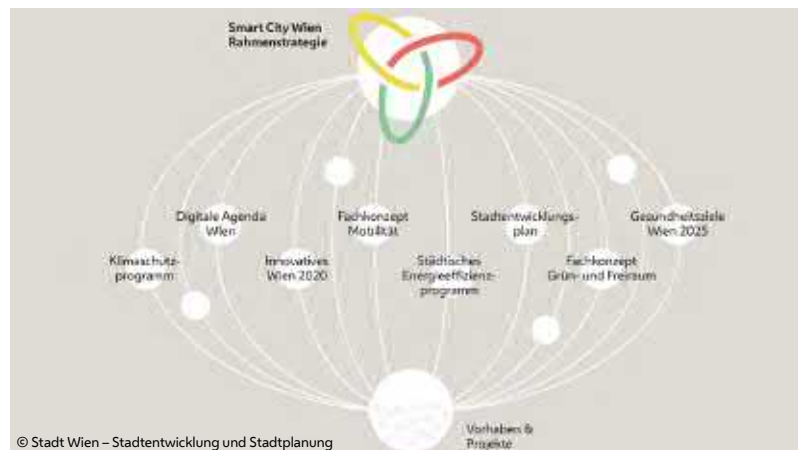 Smart City Wien
Rahmenstrategie
Digitale Agenda
Wien
Fachkonzept
Mobilität
Stadtentwicklungs-
plan
Gesundheitsziele
Wien 2025
Klimaschutz-
programm
Innovatives
Wien 2020
Städtisches
Energieeffizienz-
programm
Fachkonzept
Grün- und Freiraum
Vorhaben &
Projekte
© Stadt Wien – Stadtentwicklung und Stadtplanung